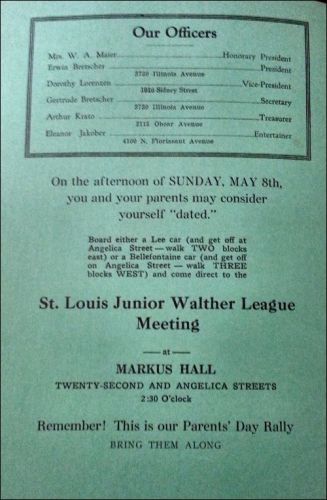 Our Officers
Mrs. W. A. Maier Honorary President
Erwin Bretscher President
3730 Illinois Avenue
Dorothy Lorentzen Vice-President
1810 Sidney Street
Gertrude Bretscher Secretary
3730 Illinois Avenue
Arthur Krato Treasurer
2115 Obear Avenue
Eleanor Jakober Entertainer
4100 N. Florissant Avenue
On the afternoon of SUNDAY, MAY 8th,
you and your parents may consider
yourself "dated."
Board either a Lee car (and get off at
Angelica Street — walk TWO blocks
east) or a Bellefontaine car (and get off
on Angelica Street — walk THREE
blocks WEST) and come direct to the
St. Louis Junior Walther League
Meeting
— at —
MARKUS HALL
TWENTY-SECOND AND ANGELICA STREETS
2:30 O'clock
Remember! This is our Parents' Day Rally
BRING THEM ALONG